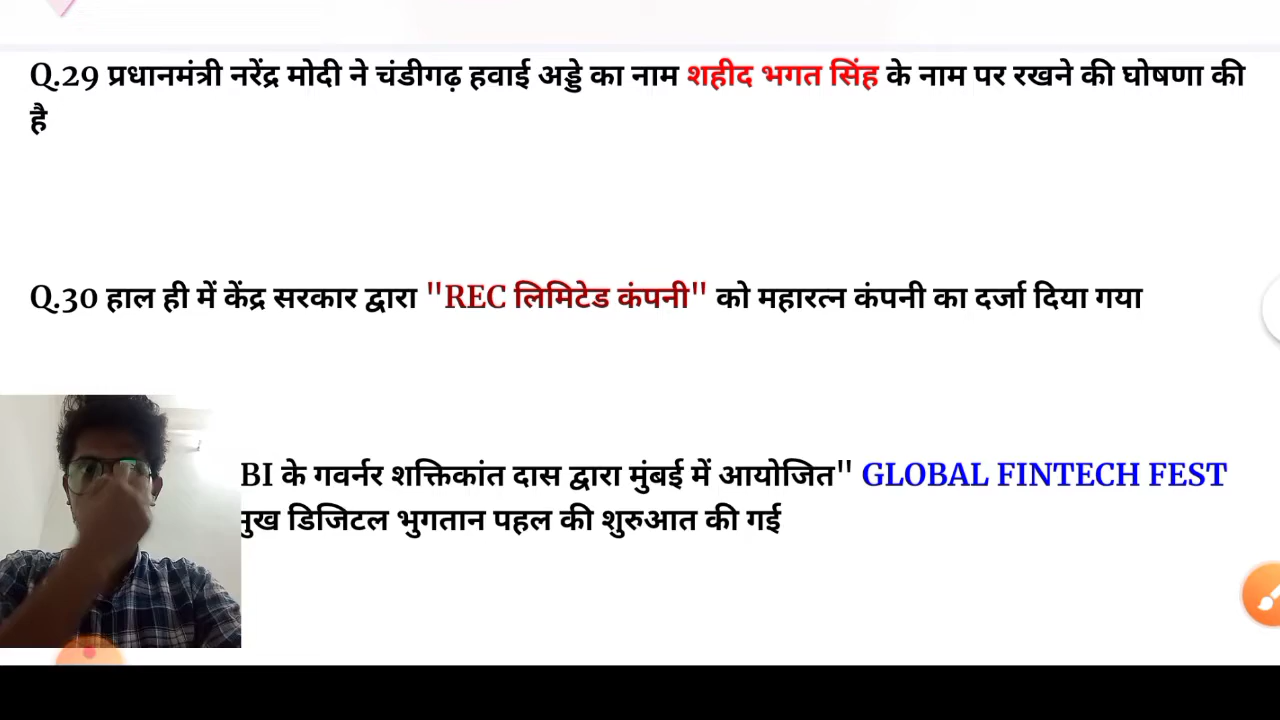 Q.29 प्रधानमंत्री नरेंद्र मोदी ने चंडीगढ़ हवाई अड्डे का नाम शहीद भगत सिंह के नाम पर रखने की घोषणा की
है
Q.30 हाल ही में केंद्र सरकार द्वारा "REC लिमिटेड कंपनी" को महारत्न कंपनी का दर्जा दिया गया
BI के गवर्नर शक्तिकांत दास द्वारा मुंबई में आयोजित" GLOBAL FINTECH FEST
डिजिटल भुगतान पहल की शुरुआत की गई